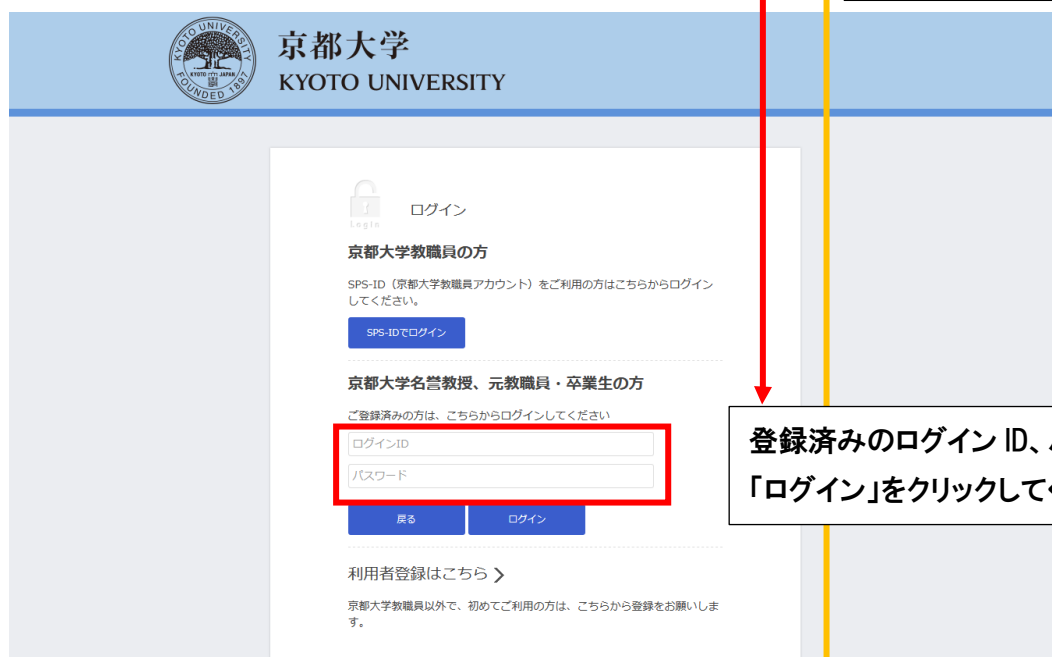 KYOTO UNIVERSITY
FOUNDED 1897
KYOTO JAPAN
京都大学
KYOTO UNIVERSITY
Login
ログイン
京都大学教職員の方
SPS-ID（京都大学教職員アカウント）をご利用の方はこちらからログイン
してください。
SPS-IDでログイン
京都大学名誉教授、元教職員・卒業生の方
ご登録済みの方は、こちらからログインしてください
ログインID
パスワード
戻る
ログイン
登録済みのログイン ID、
「ログイン」をクリックして
利用者登録はこちら
京都大学教職員以外で、初めてご利用の方は、こちらから登録をお願いしま
す。